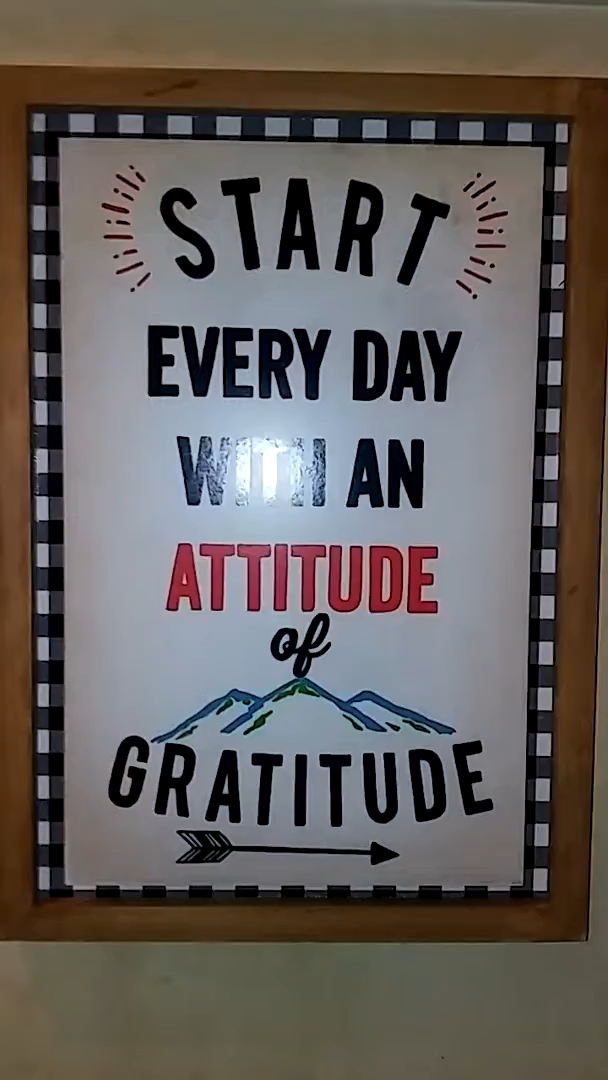 START
EVERY DAY
WITH AN
ATTITUDE
of
GRATITUDE